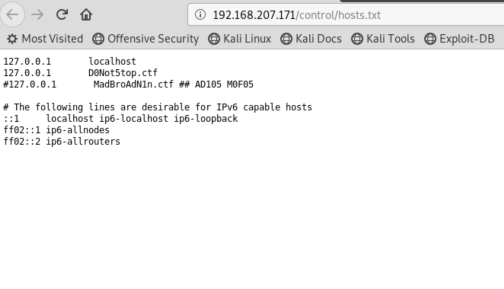 192.168.207.171/control/hosts.txt
Most Visited Offensive Security Kali Linux Kali Docs Kali Tools Exploit-DB
127.0.0.1 localhost
127.0.0.1 D0Not5top.ctf
#127.0.0.1 MadBroAdN1n.ctf ## AD105 M0F05
# The following lines are desirable for IPv6 capable hosts
::1 localhost ip6-localhost ip6-loopback
ff02::1 ip6-allnodes
ff02::2 ip6-allrouters